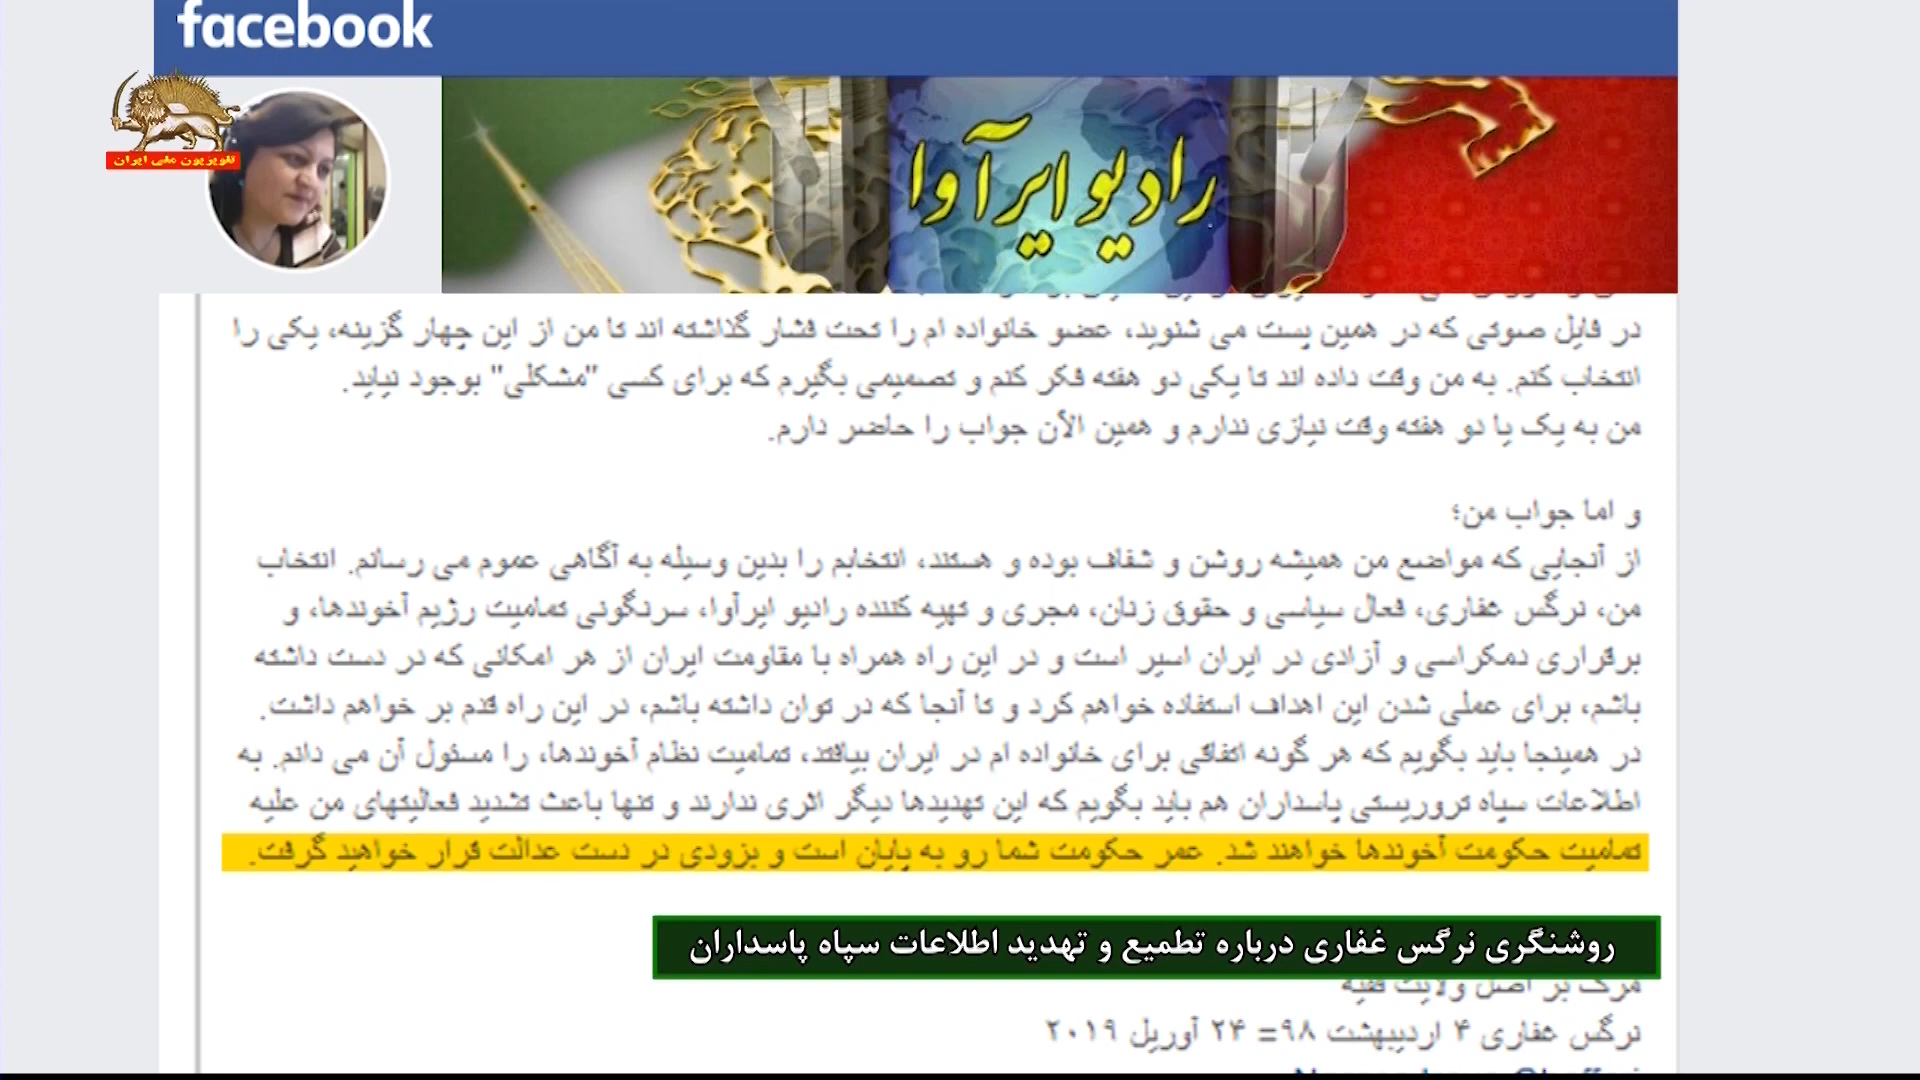 facebook
تلویزیون ملی ایران
رادیو ایرآوا
در فایل صوتی که در همین پست می شنوید، عضو خانواده ام را تحت فشار گذاشته اند تا من از این چهار گزینه، یکی را
انتخاب کنم. به من وقت داده اند تا یکی دو هفته فکر کنم و تصمیمی بگیرم که برای کسی "مشکلی" بوجود نیاید.
من به یک یا دو هفته وقت نیازی ندارم و همین الآن جواب را حاضر دارم.
و اما جواب من؛
از آنجایی که مواضع من همیشه روشن و شفاف بوده و هستند، انتخابم را بدین وسیله به آگاهی عموم می رسانم. انتخاب
من، نرگس غفاری، فعال سیاسی و حقوق زنان، مجری و تهیه کننده رادیو ایرآوا، سرنگونی تمامیت رژیم آخوندها، و
برقراری دمکراسی و آزادی در ایران اسیر است و در این راه همراه با مقاومت ایران از هر امکانی که در دست داشته
باشم، برای عملی شدن این اهداف استفاده خواهم کرد و تا آنجا که در توان داشته باشم، در این راه قدم بر خواهم داشت.
در همینجا باید بگویم که هر گونه اتفاقی برای خانواده ام در ایران بیافتد، تمامیت نظام آخوندها، را مسئول آن می دانم. به
اطلاعات سپاه تروریستی پاسداران هم باید بگویم که این تهدیدها دیگر اثری ندارند و تنها باعث تشدید فعالیتهای من علیه
تمامیت حکومت آخوندها خواهند شد. عمر حکومت شما رو به پایان است و بزودی در دست عدالت قرار خواهید گرفت.
روشنگری نرگس غفاری درباره تطمیع و تهدید اطلاعات سپاه پاسداران
مرگ بر اصل ولایت فقیه
نرگس غفاری ۴ اردیبهشت ۹۸= ۲۴ آوریل ۲۰۱۹